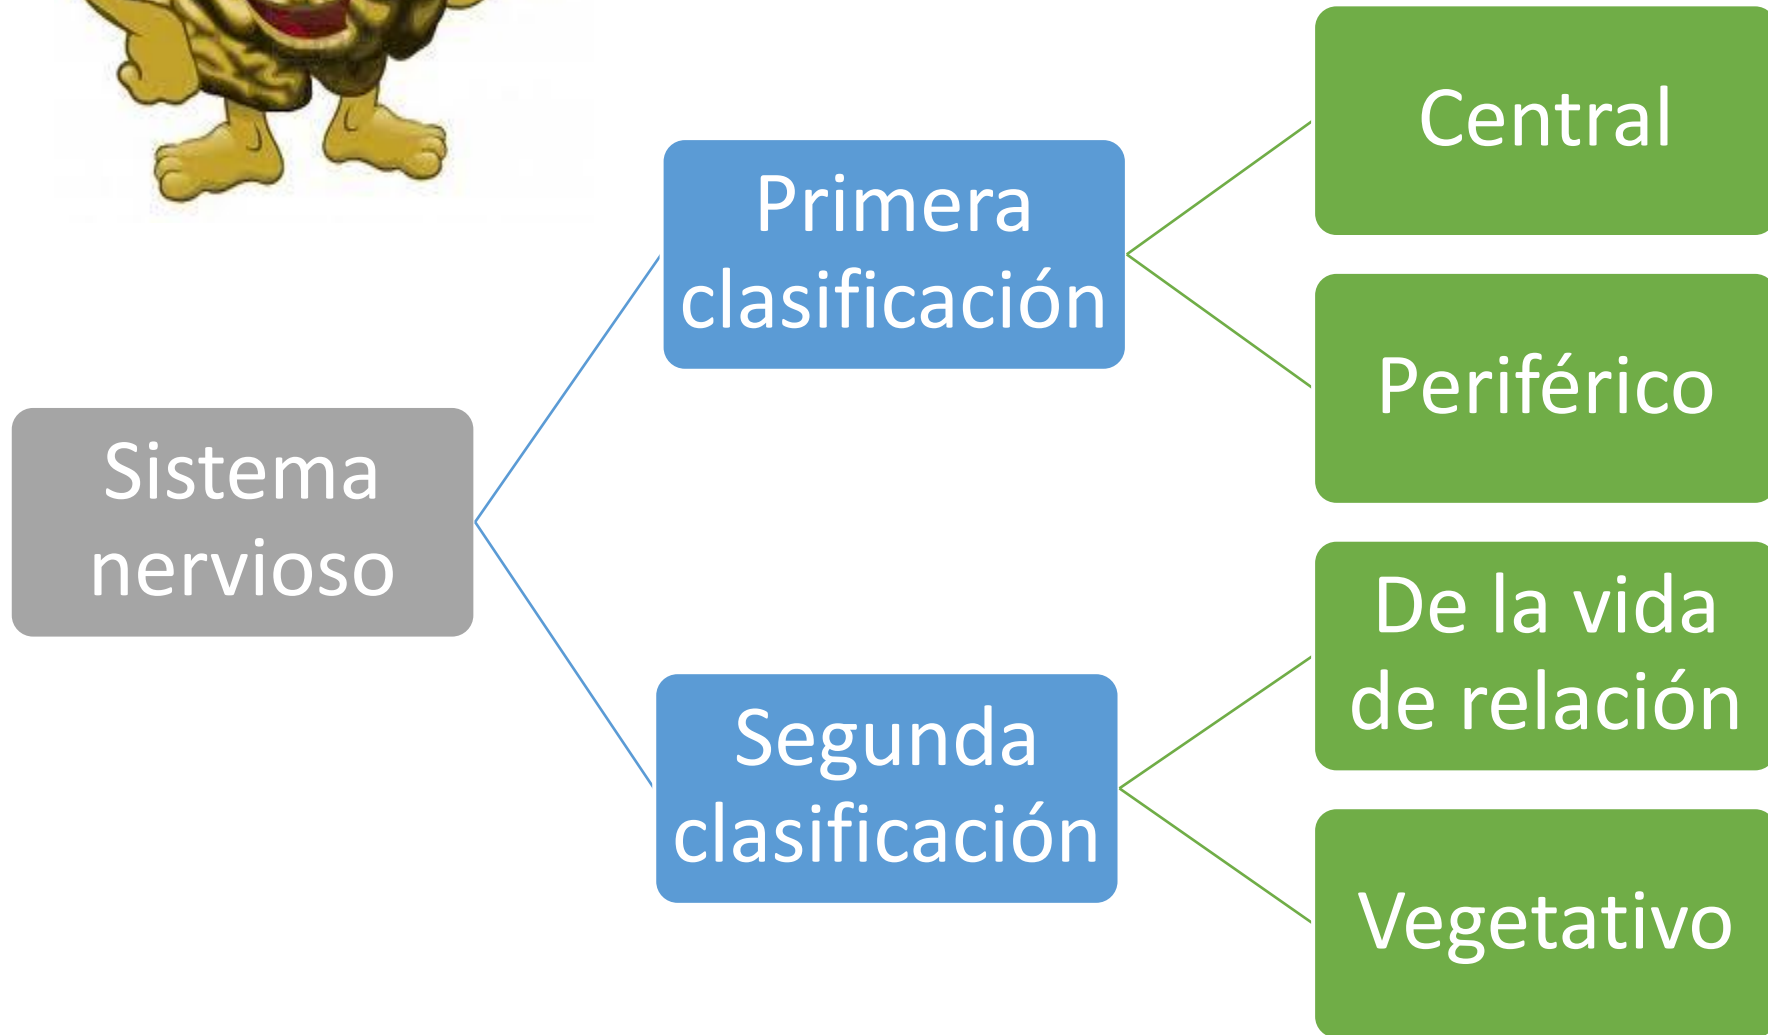 Sistema
nervioso
Primera
clasificación
Central
Periférico
Segunda
clasificación
De la vida
de relación
Vegetativo